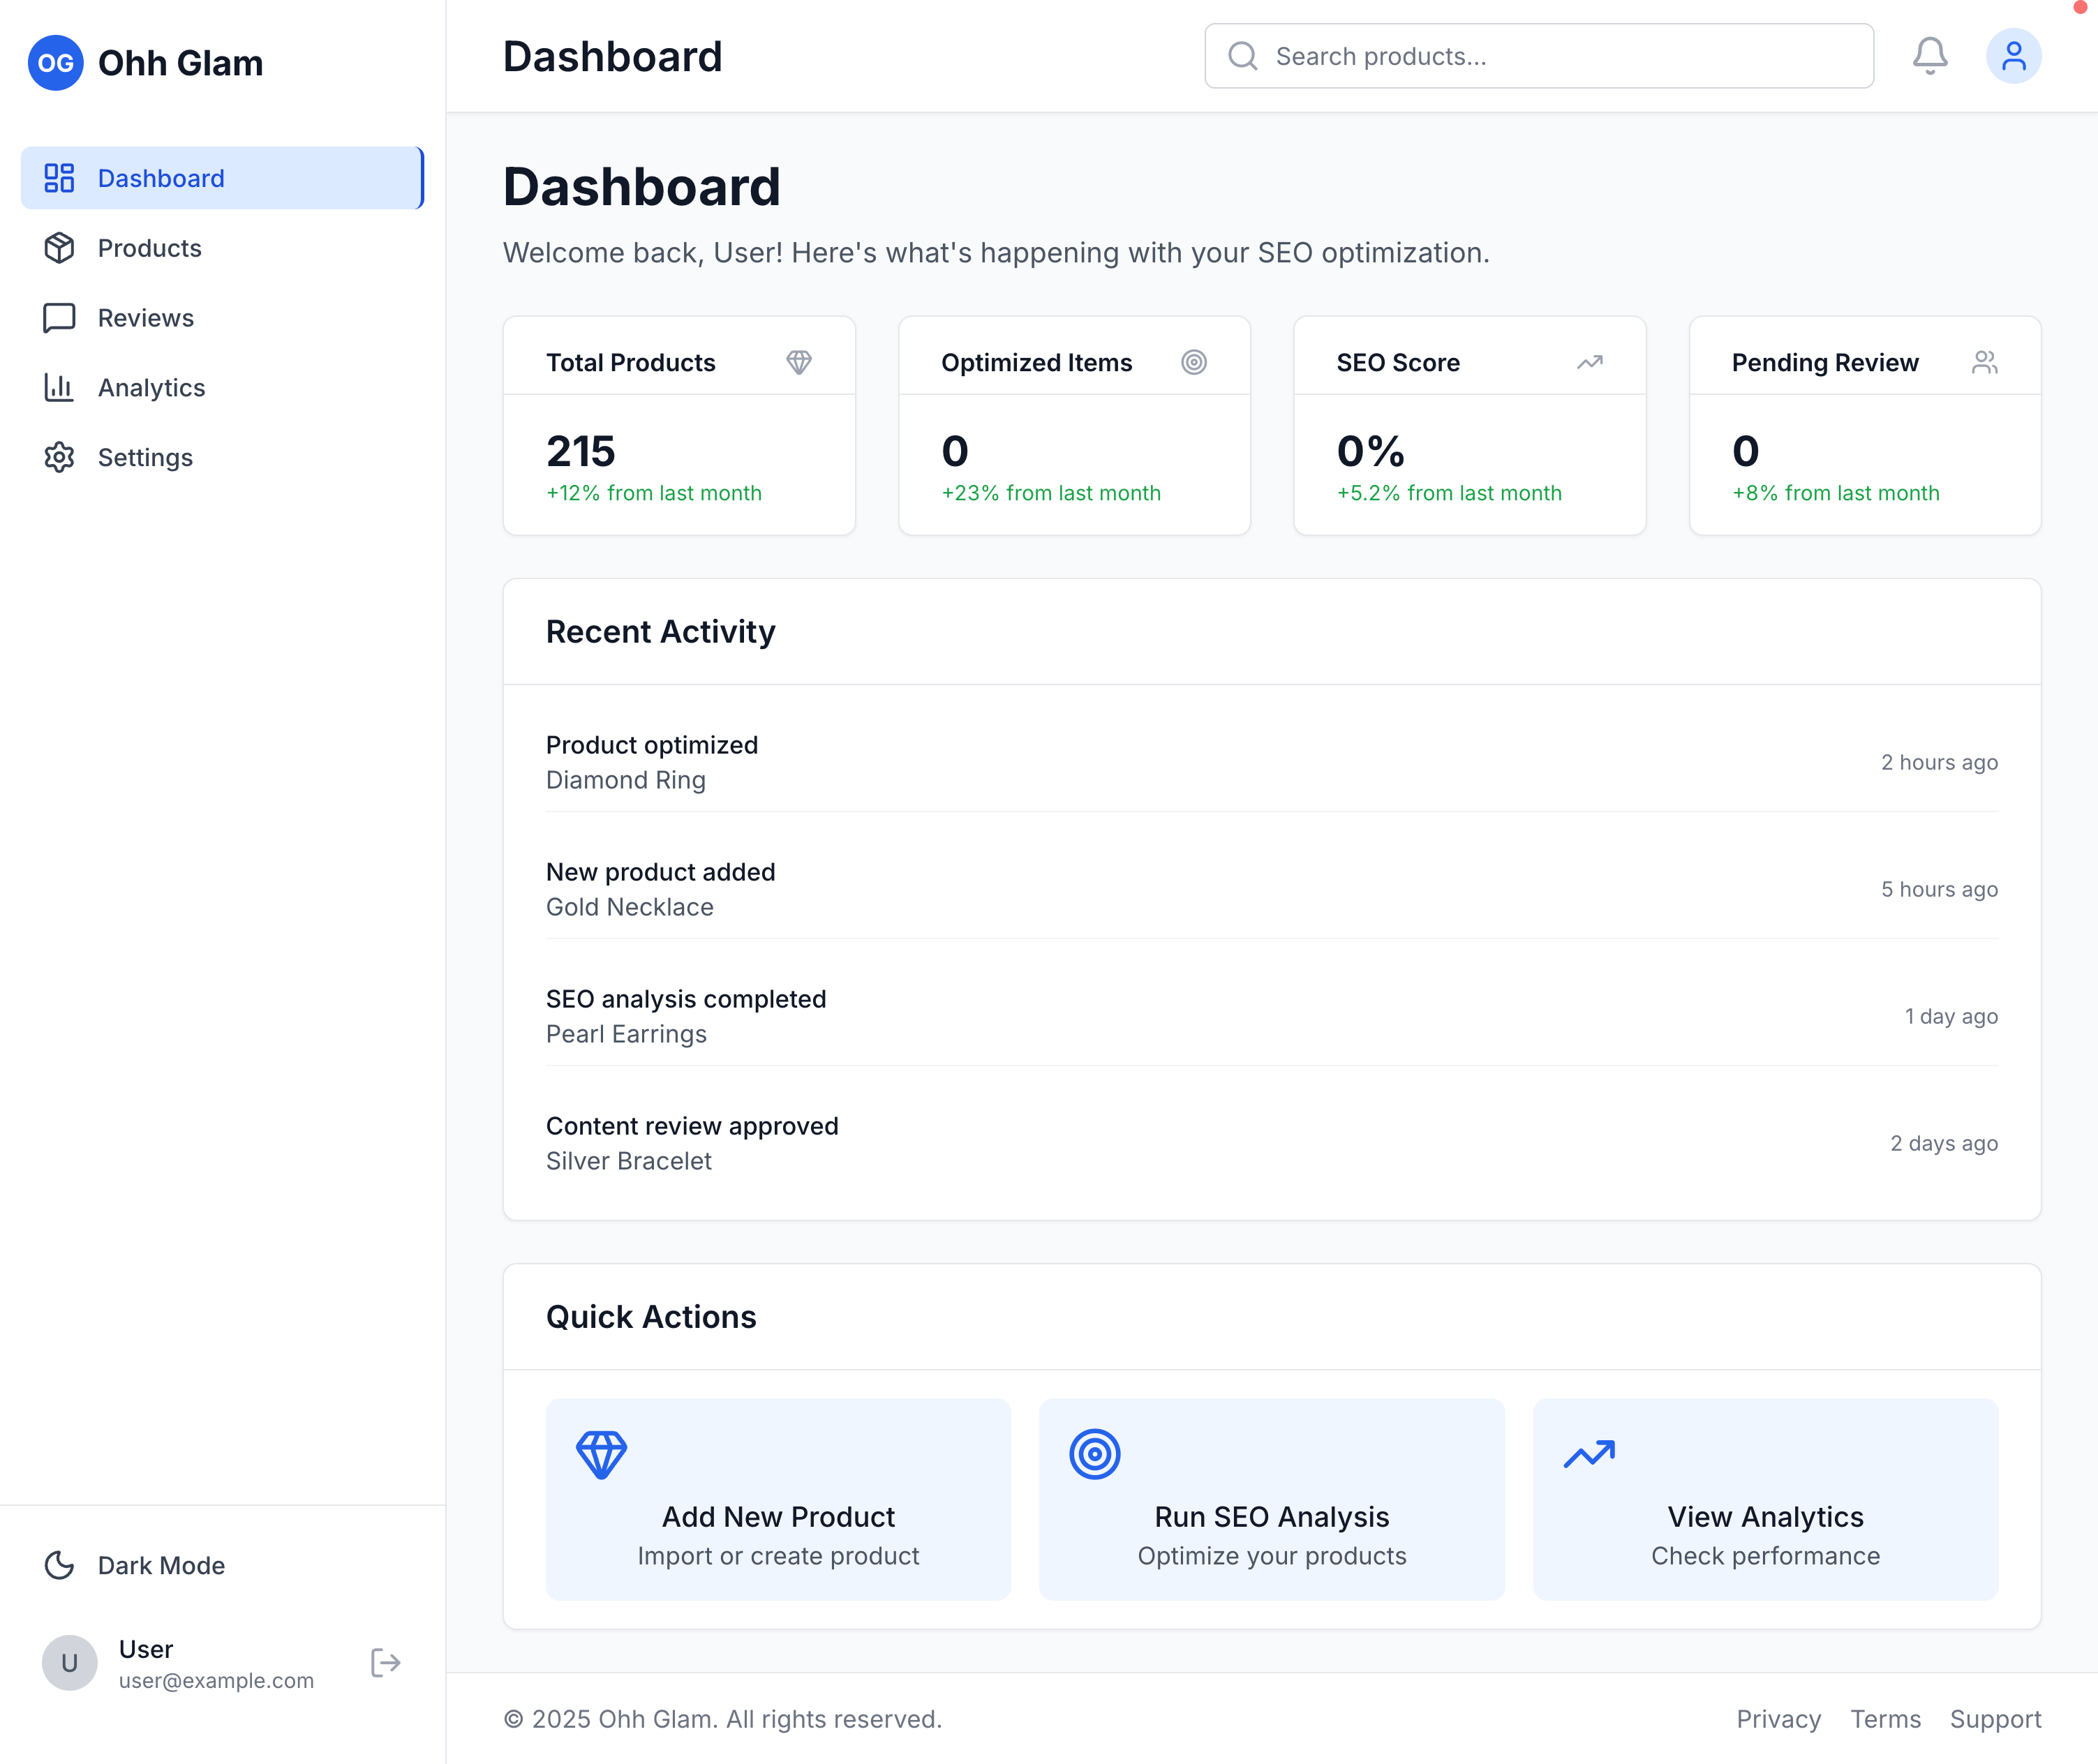 OG Ohh Glam
Dashboard
Products
Reviews
Analytics
Settings
Dark Mode
U
User
user@example.com
Dashboard
Search products...
Dashboard
Welcome back, User! Here's what's happening with your SEO optimization.
Total Products
215
+12% from last month
Optimized Items
0
+23% from last month
SEO Score
0%
+5.2% from last month
Pending Review
0
+8% from last month
Recent Activity
Product optimized
Diamond Ring
2 hours ago
New product added
Gold Necklace
5 hours ago
SEO analysis completed
Pearl Earrings
1 day ago
Content review approved
Silver Bracelet
2 days ago
Quick Actions
Add New Product
Import or create product
Run SEO Analysis
Optimize your products
View Analytics
Check performance
© 2025 Ohh Glam. All rights reserved.
Privacy Terms Support